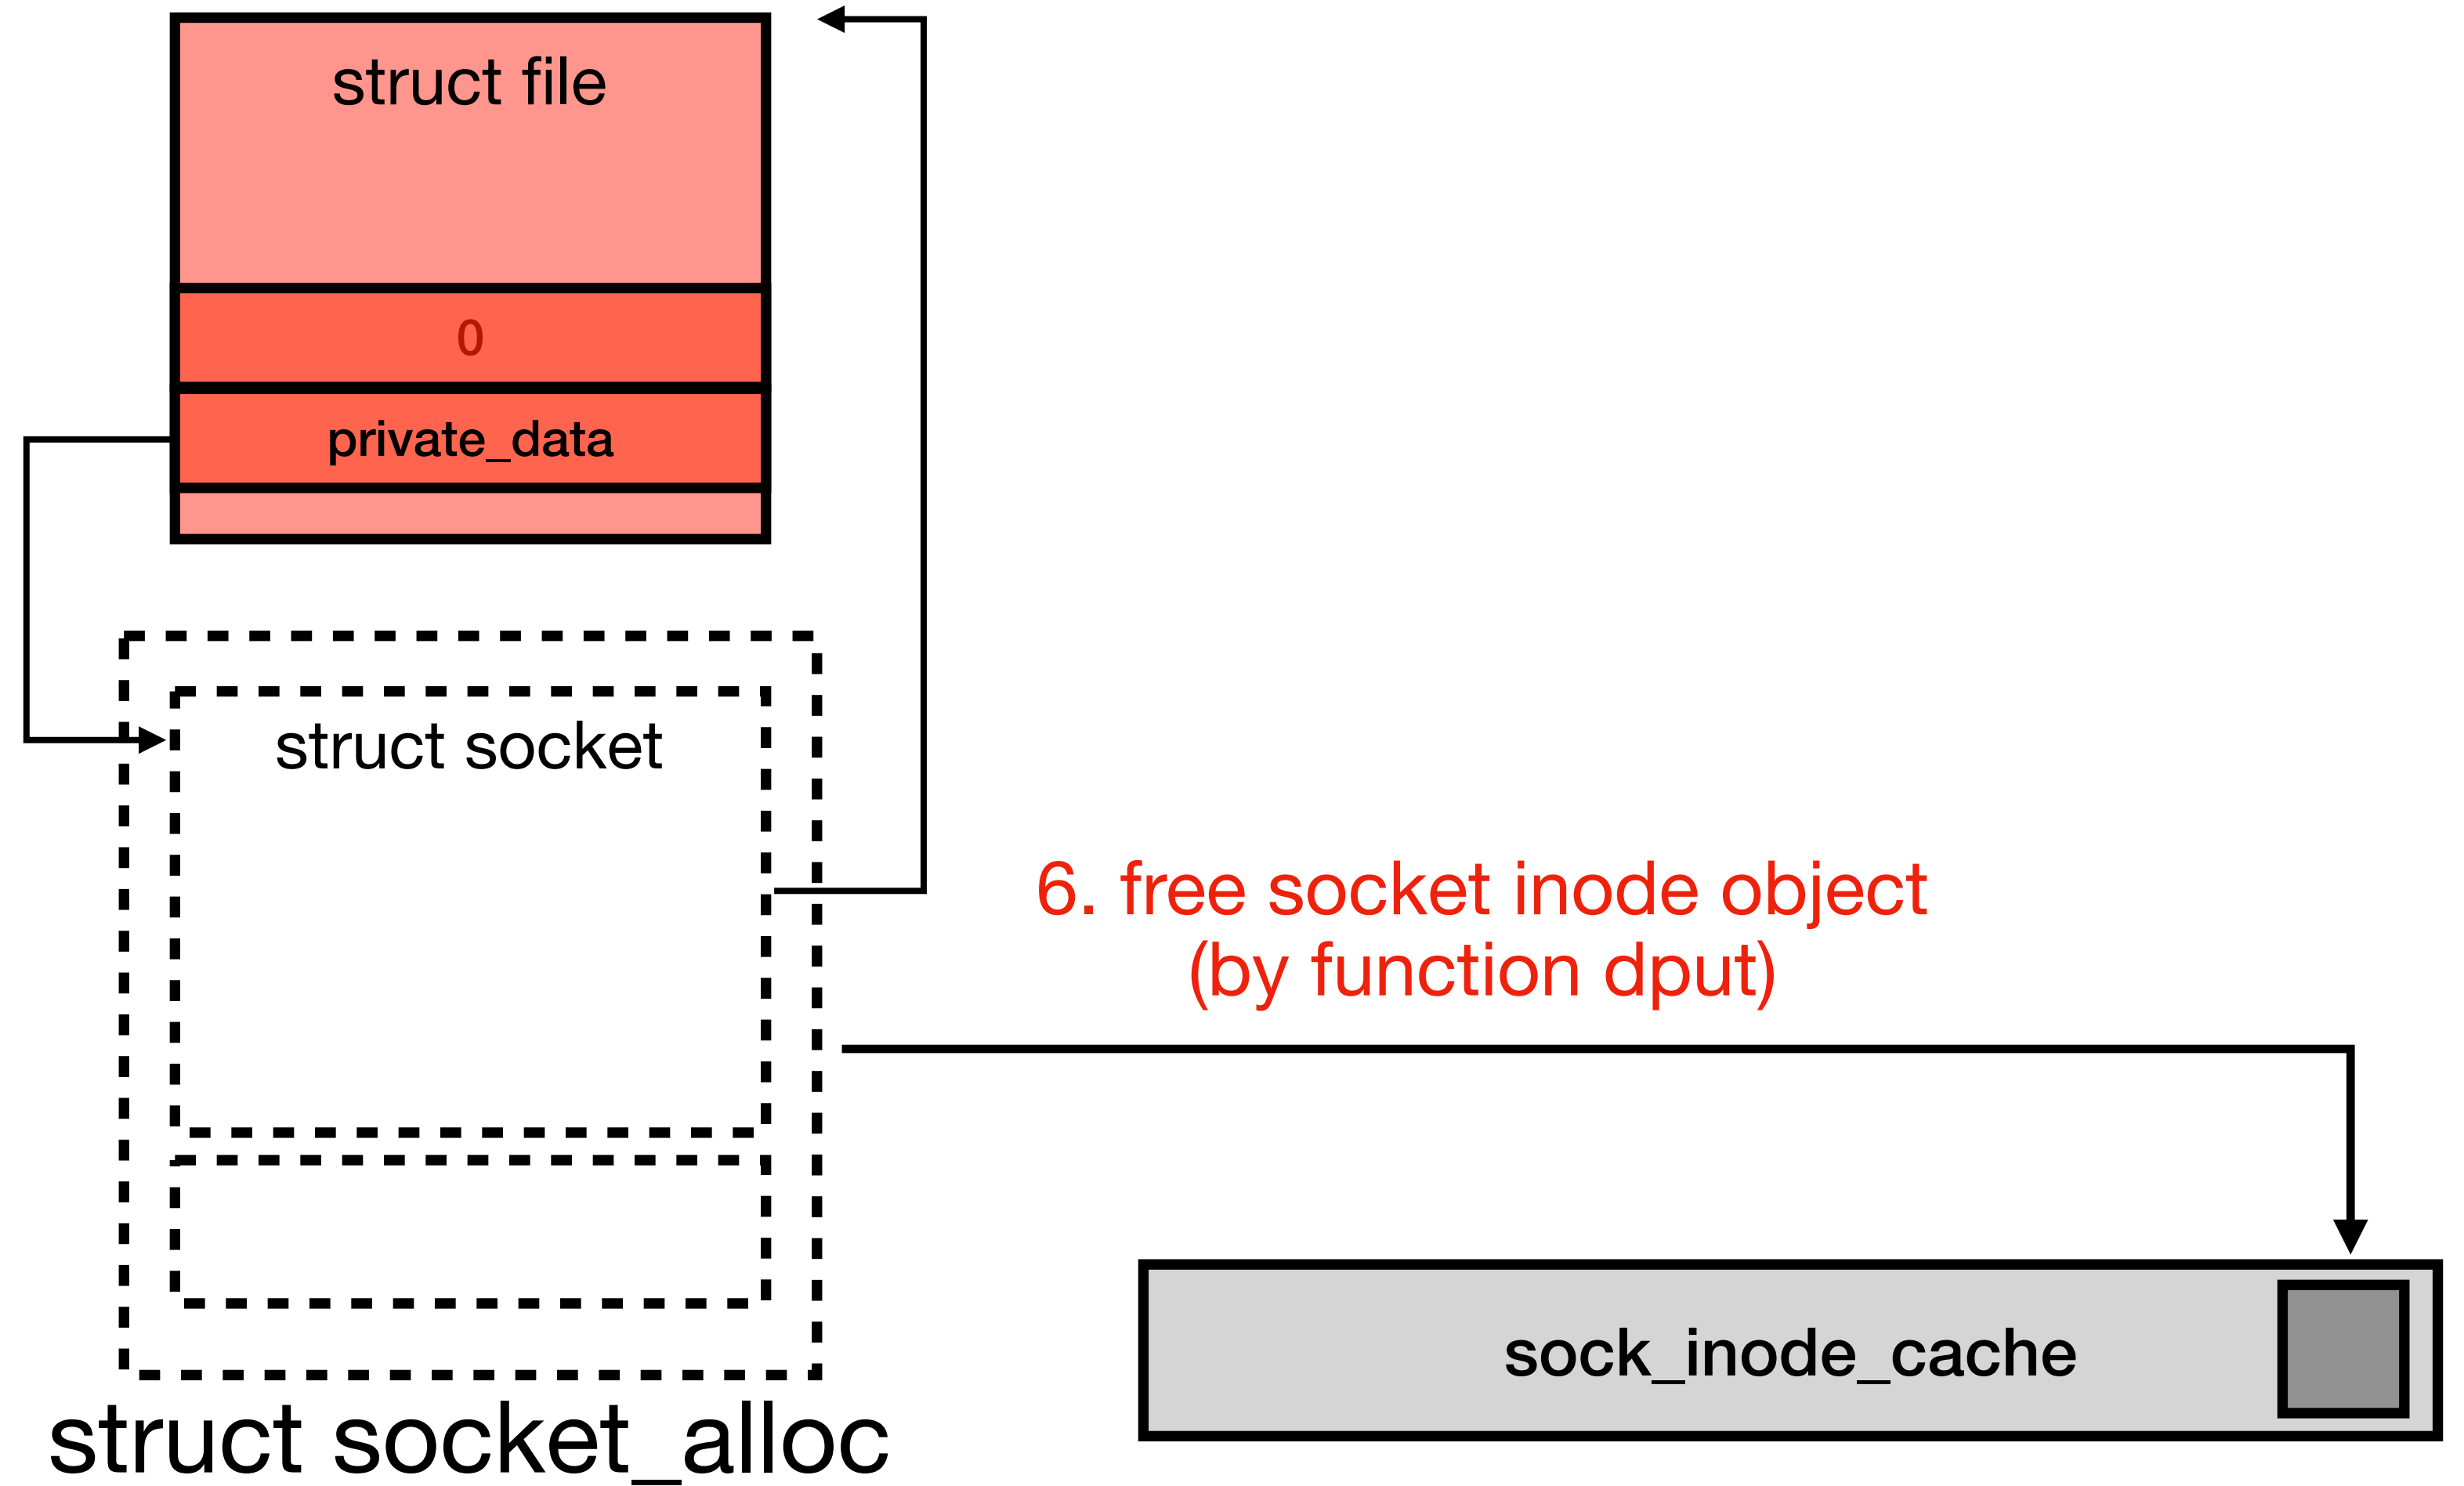 struct file
0
private_data
struct socket
6. free socket inode object
(by function dput)
sock_inode_cache
struct socket_alloc